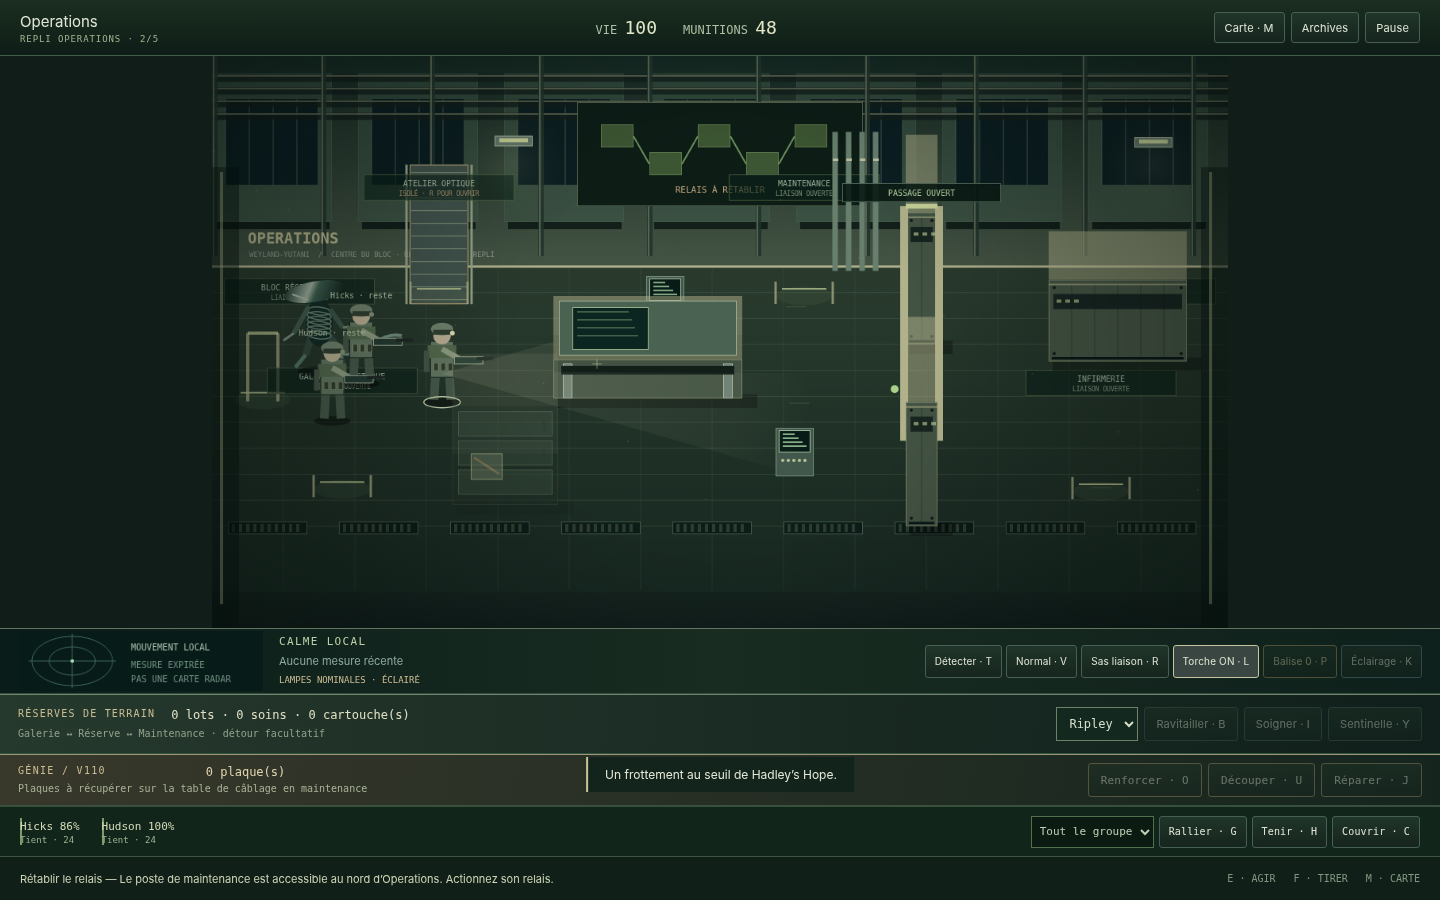 Operations
REPLI OPERATIONS · 2/5
VIE 100 MUNITIONS 48
Carte · M
Archives
Pause
ATELIER OPTIQUE
ISOLÉ · R POUR OUVRIR
RELAIS À RÉTABLIR
MAINTENANCE
LIAISON OUVERTE
PASSAGE OUVERT
OPERATIONS
WEYLAND-YUTANI / CENTRE DU BLOC ·
REPLI
Hicks · reste
Hudson · reste
INFIRMERIE
LIAISON OUVERTE
MOUVEMENT LOCAL
MESURE EXPIRÉE
PAS UNE CARTE RADAR
CALME LOCAL
Aucune mesure récente
LAMPES NOMINALES · ÉCLAIRÉ
Détecter · T
Normal · V
Sas liaison · R
Torche ON · L
Balise 0 · P
Éclairage · K
RÉSERVES DE TERRAIN 0 lots · 0 soins · 0 cartouche(s)
Galerie ↔ Réserve ↔ Maintenance · détour facultatif
Ripley
Ravitailler · B
Soigner · I
Sentinelle · Y
GÉNIE / V110 0 plaque(s)
Plaques à récupérer sur la table de câblage en maintenance
Un frottement au seuil de Hadley’s Hope.
Renforcer · O
Découper · U
Réparer · J
Hicks 86%
Tient · 24
Hudson 100%
Tient · 24
Tout le groupe
Rallier · G
Tenir · H
Couvrir · C
Rétablir le relais — Le poste de maintenance est accessible au nord d’Operations. Actionnez son relais.
E · AGIR F · TIRER M · CARTE